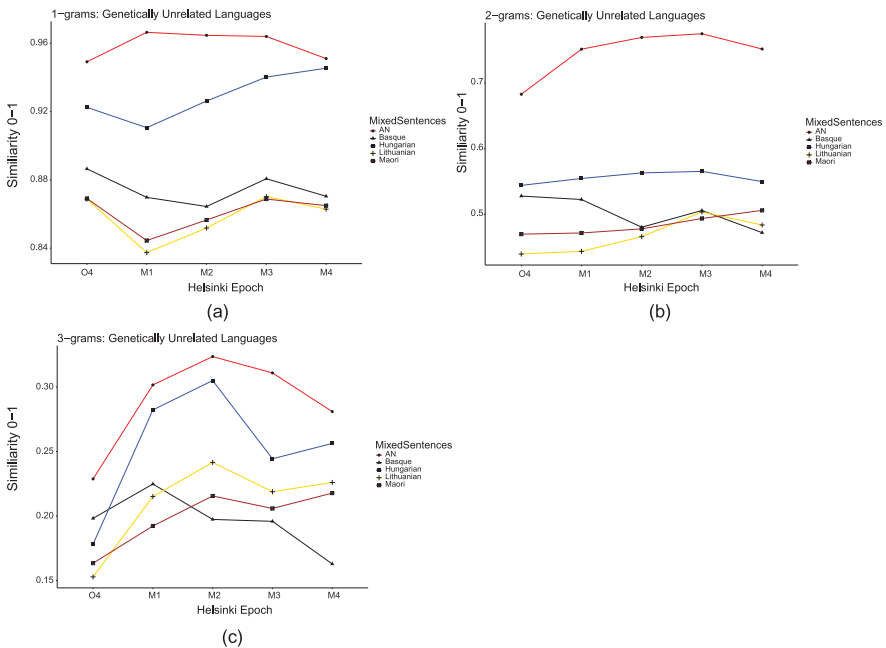 1−grams: Genetically Unrelated Languages
0.96
0.92
0.88
0.84
Similiarity 0−1
O4 M1 M2 M3 M4
Helsinki Epoch
MixedSentences
AN
Basque
Hungarian
Lithuanian
Maori
(a)
2−grams: Genetically Unrelated Languages
0.7
0.6
0.5
Similiarity 0−1
O4 M1 M2 M3 M4
Helsinki Epoch
MixedSentences
AN
Basque
Hungarian
Lithuanian
Maori
(b)
3−grams: Genetically Unrelated Languages
0.30
0.25
0.20
0.15
Similiarity 0−1
O4 M1 M2 M3 M4
Helsinki Epoch
MixedSentences
AN
Basque
Hungarian
Lithuanian
Maori
(c)